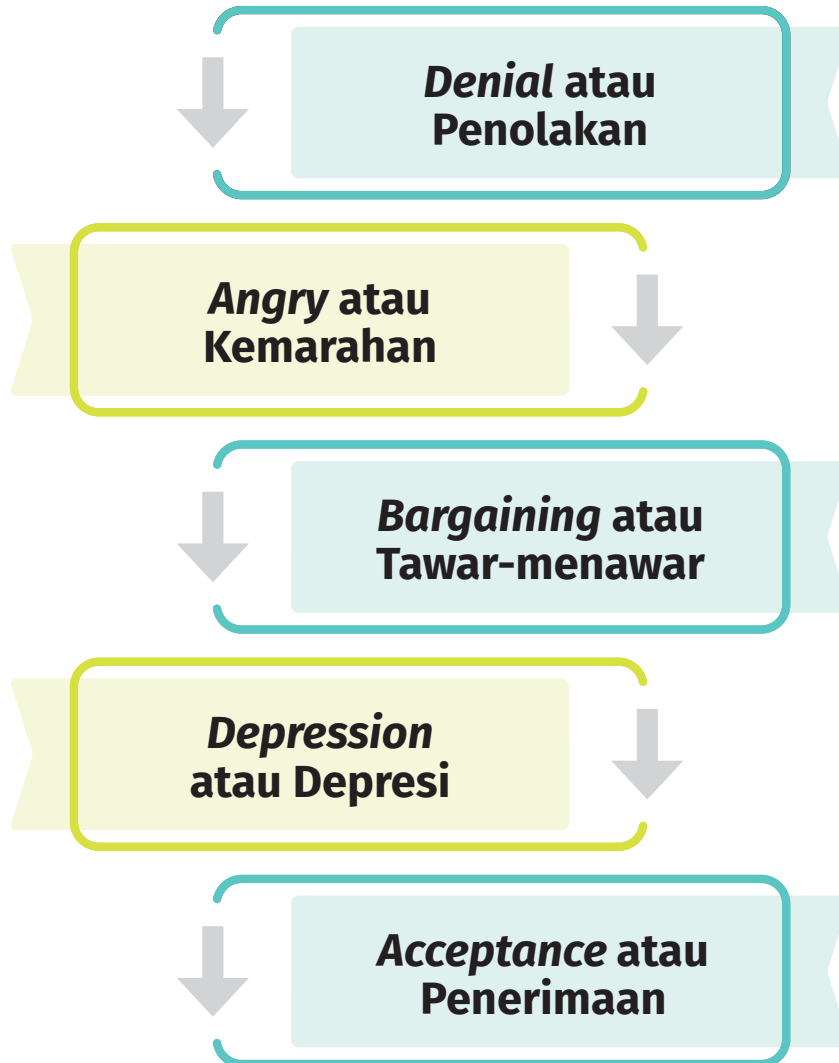 Denial atau
Penolakan
Angry atau
Kemarahan
Bargaining atau
Tawar-menawar
Depression
atau Depresi
Acceptance atau
Penerimaan